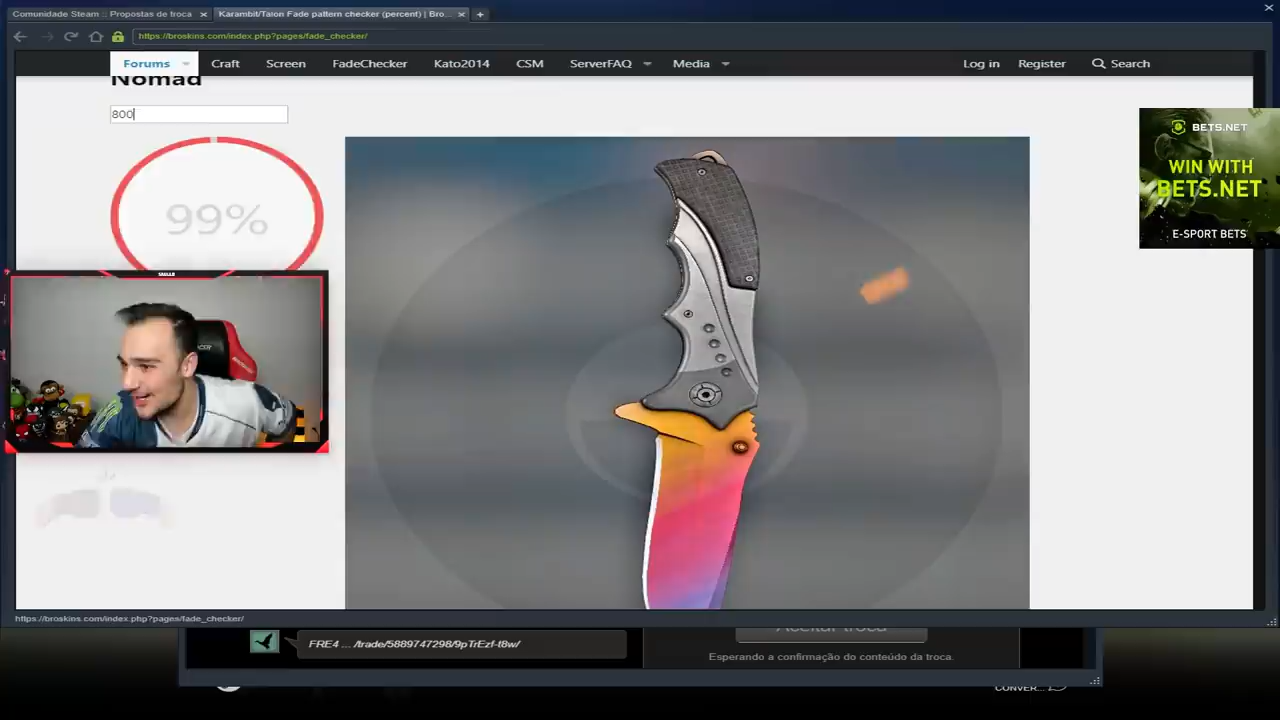 Comunidade Steam :: Propostas de troca × Karambit/Talon Fade pattern checker (percent) | Bro... × +
https://broskins.com/index.php?pages/fade_checker/
Forums Craft Screen FadeChecker Kato2014 CSM ServerFAQ Media Log in Register Search
Nomad
800
99%
BETS.NET
WIN WITH
BETS.NET
E-SPORT BETS
https://broskins.com/index.php?pages/fade_checker/
FRE4 ... /trade/5889747298/9pTrEzf-t8w/
Aceitar troca
Esperando a confirmação do conteúdo da troca.
CONVER...